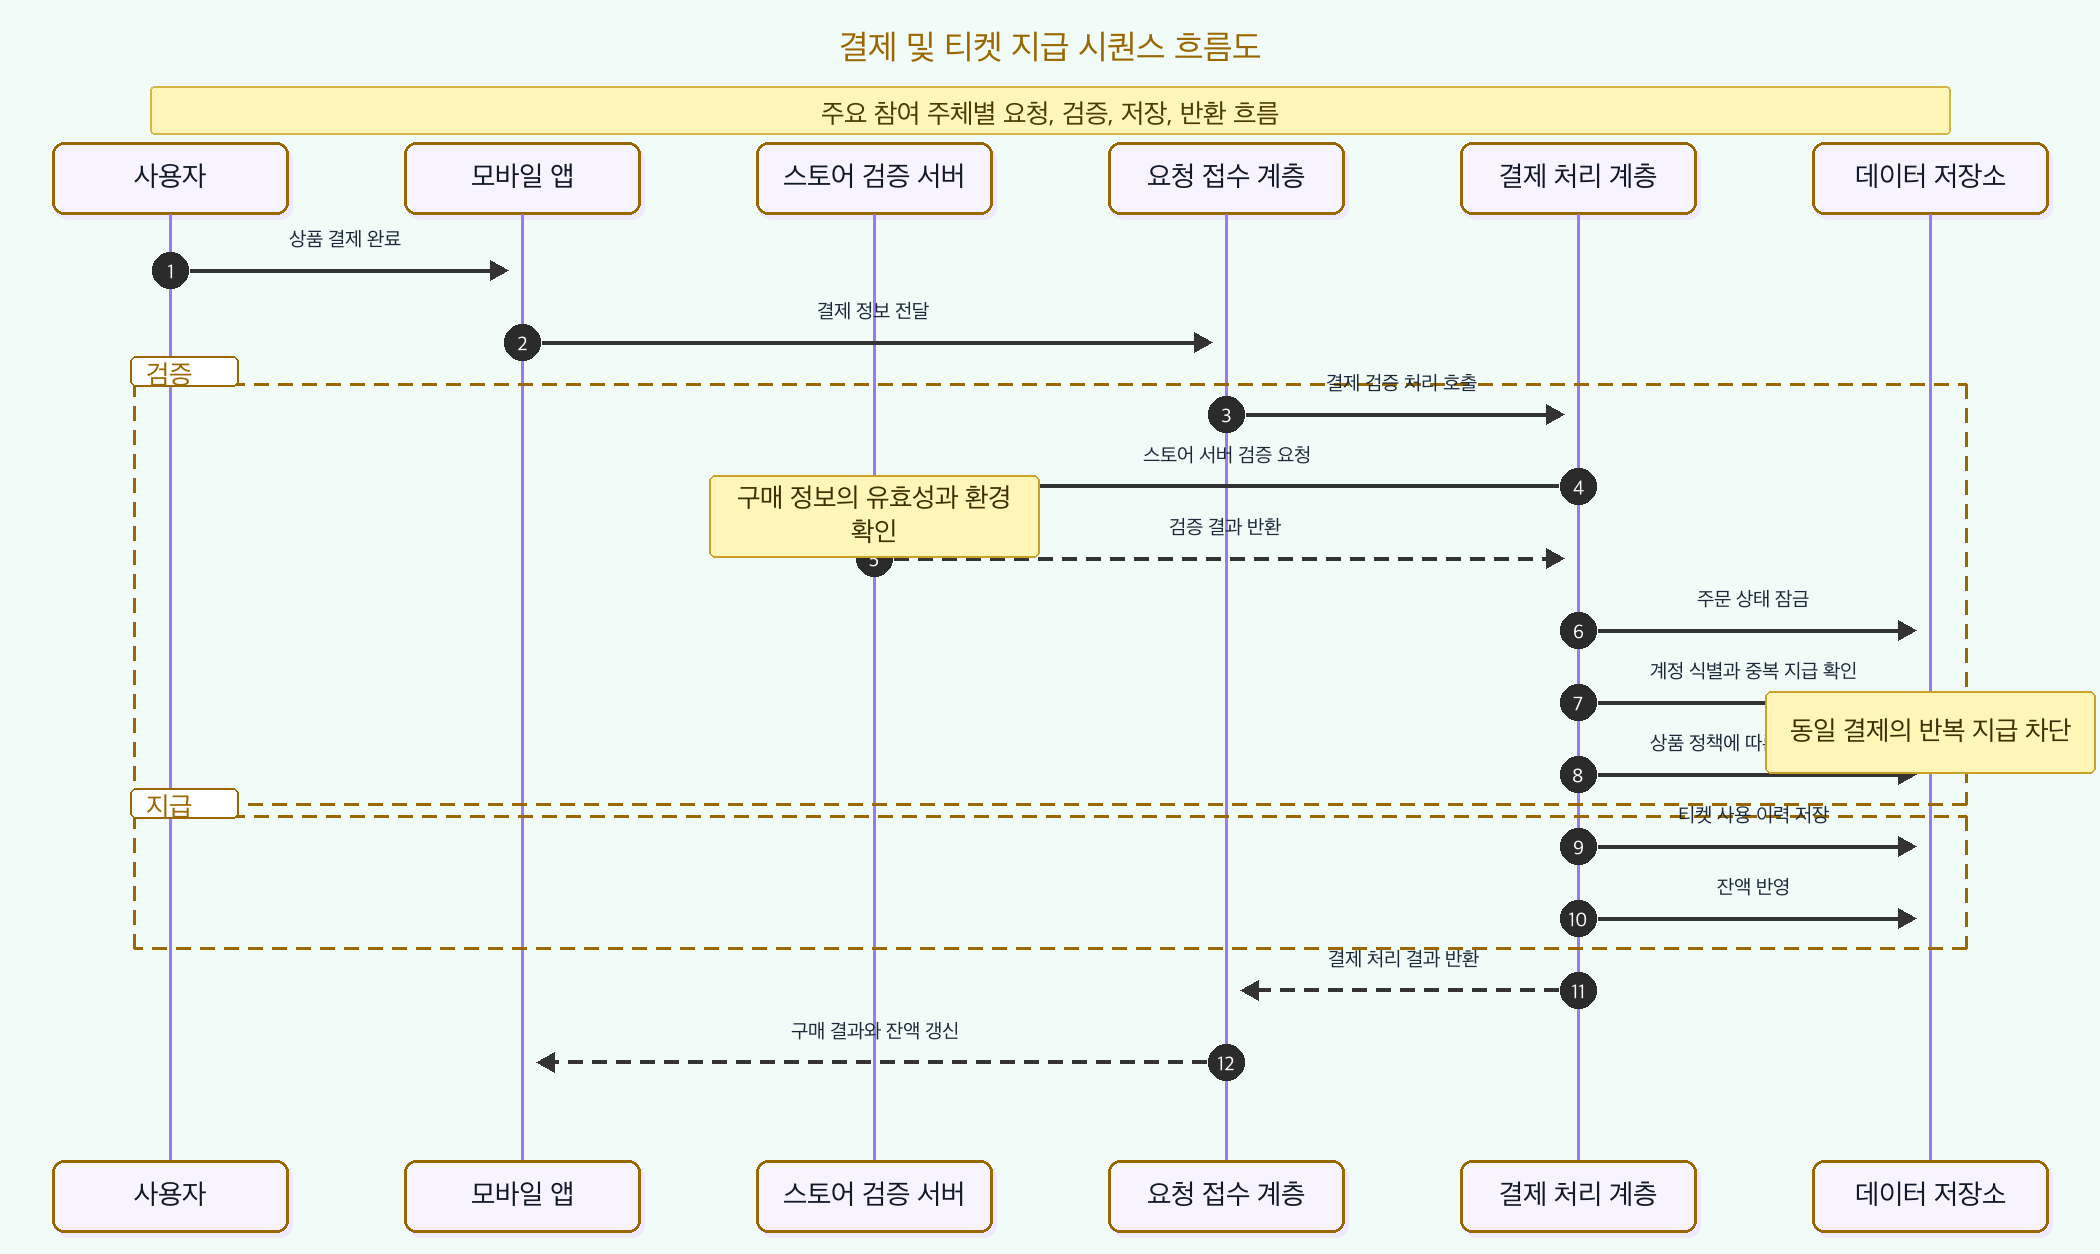 결제 및 티켓 지급 시퀀스 흐름도
주요 참여 주체별 요청, 검증, 저장, 반환 흐름
사용자
모바일 앱
스토어 검증 서버
요청 접수 계층
결제 처리 계층
데이터 저장소
상품 결제 완료
1
결제 정보 전달
2
검증
결제 검증 처리 호출
3
스토어 서버 검증 요청
4
구매 정보의 유효성과 환경
확인
검증 결과 반환
5
주문 상태 잠금
6
계정 식별과 중복 지급 확인
7
동일 결제의 반복 지급 차단
상품 정책에
8
지급
티켓 사용 이력 저장
9
잔액 반영
10
결제 처리 결과 반환
11
구매 결과와 잔액 갱신
12
사용자
모바일 앱
스토어 검증 서버
요청 접수 계층
결제 처리 계층
데이터 저장소